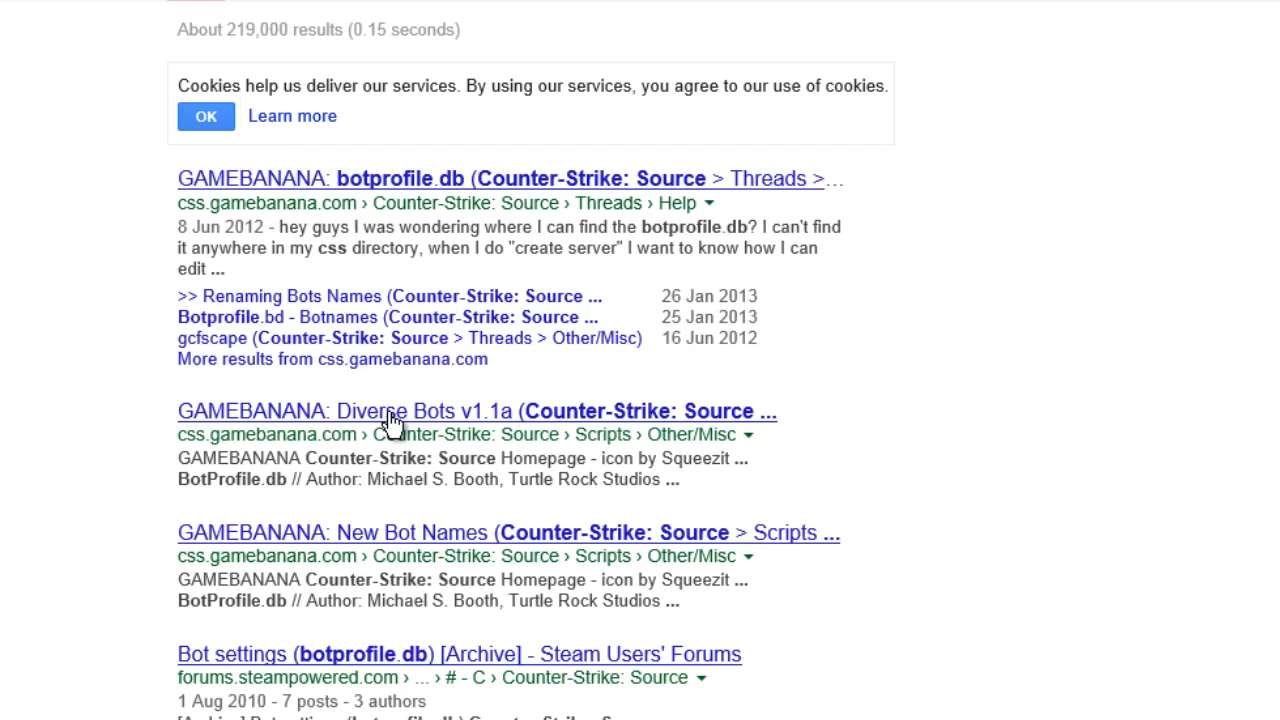 About 219,000 results (0.15 seconds)
Cookies help us deliver our services. By using our services, you agree to our use of cookies.
OK Learn more
GAMEBANANA: botprofile.db (Counter-Strike: Source > Threads >...
css.gamebanana.com › Counter-Strike: Source › Threads › Help
8 Jun 2012 - hey guys I was wondering where I can find the botprofile.db? I can't find
it anywhere in my css directory, when I do "create server" I want to know how I can
edit ...
>> Renaming Bots Names (Counter-Strike: Source ... 26 Jan 2013
Botprofile.bd - Botnames (Counter-Strike: Source ... 25 Jan 2013
gcfscape (Counter-Strike: Source > Threads > Other/Misc) 16 Jun 2012
More results from css.gamebanana.com
GAMEBANANA: Diverse Bots v1.1a (Counter-Strike: Source ...
css.gamebanana.com › Counter-Strike: Source › Scripts › Other/Misc
GAMEBANANA Counter-Strike: Source Homepage - icon by Squeezit ...
BotProfile.db // Author: Michael S. Booth, Turtle Rock Studios ...
GAMEBANANA: New Bot Names (Counter-Strike: Source > Scripts ...
css.gamebanana.com › Counter-Strike: Source › Scripts › Other/Misc
GAMEBANANA Counter-Strike: Source Homepage - icon by Squeezit ...
BotProfile.db // Author: Michael S. Booth, Turtle Rock Studios ...
Bot settings (botprofile.db) [Archive] - Steam Users' Forums
forums.steampowered.com › ... › # - C › Counter-Strike: Source
1 Aug 2010 - 7 posts - 3 authors